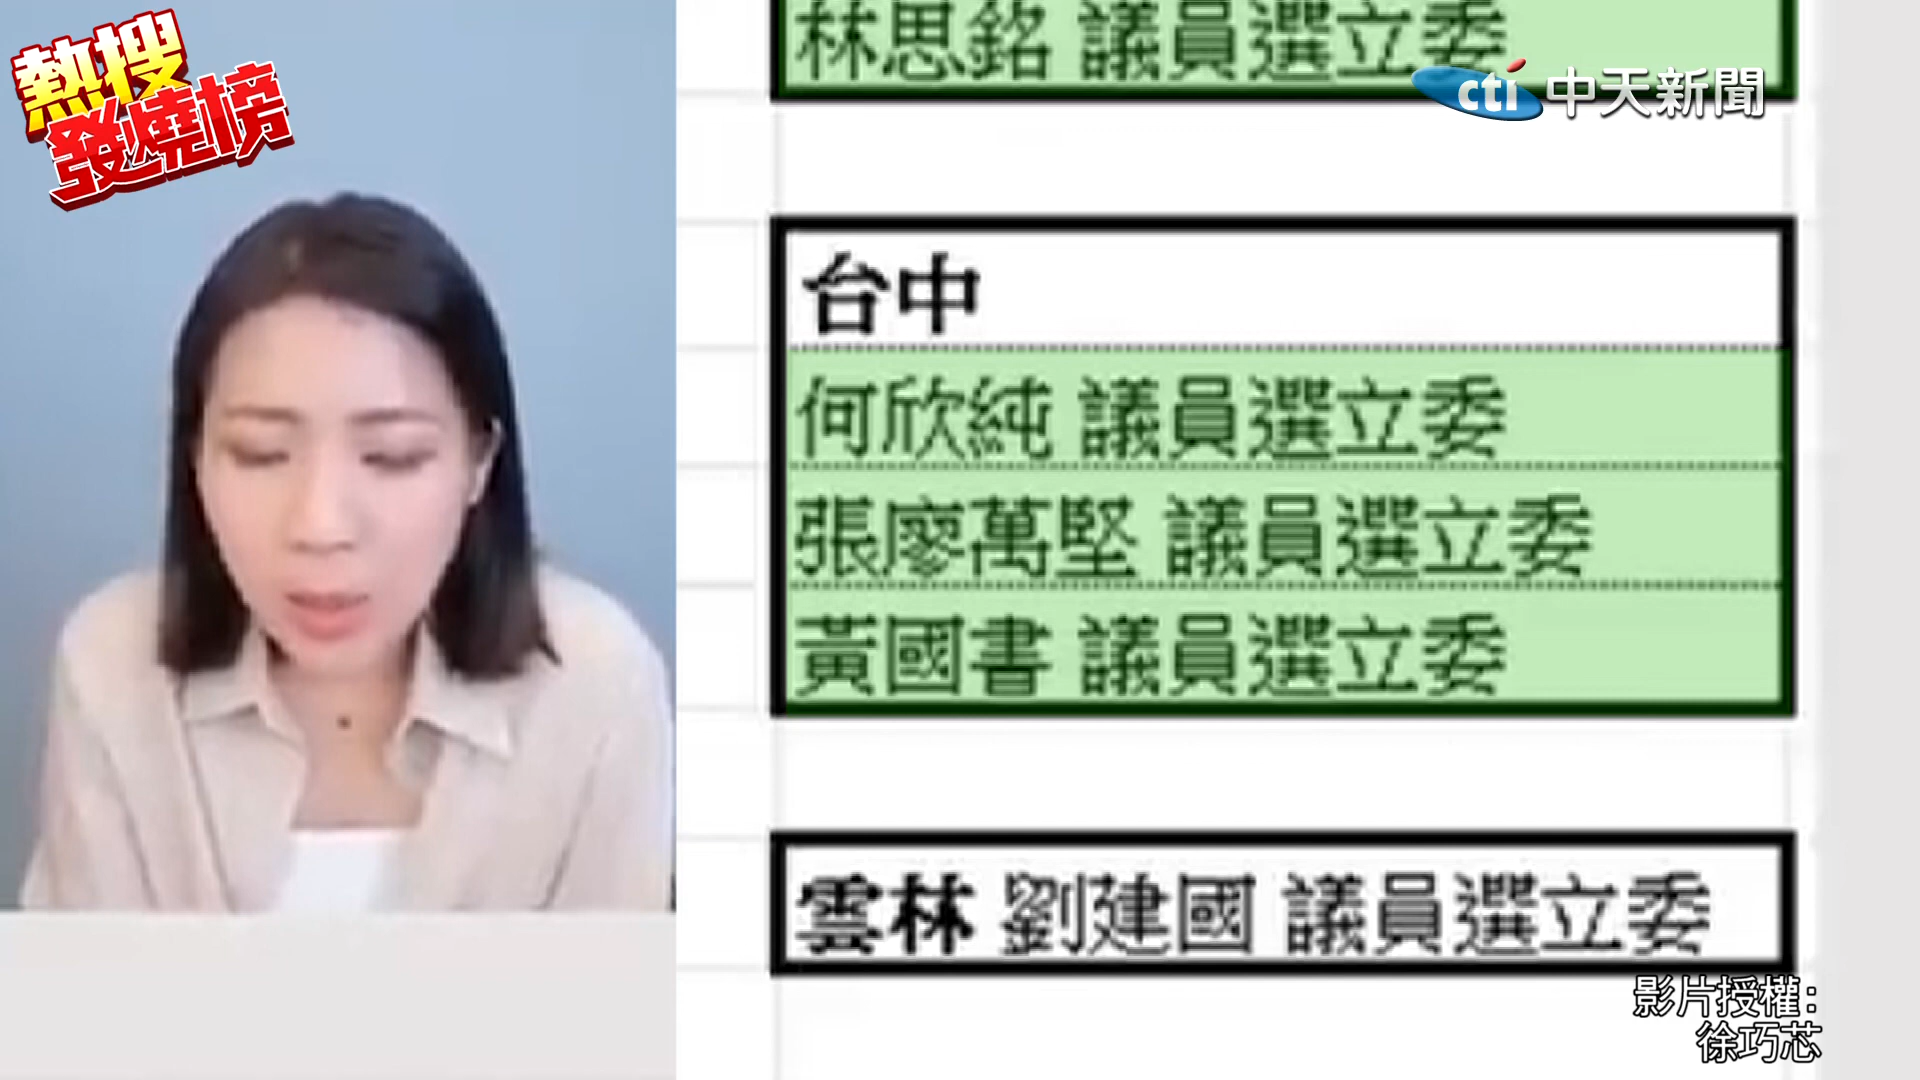 熱搜
發燒榜
林思銘 議員選立委
cti 中天新聞
台中
何欣純 議員選立委
張廖萬堅 議員選立委
黃國書 議員選立委
雲林 劉建國 議員選立委
影片授權:
徐巧芯